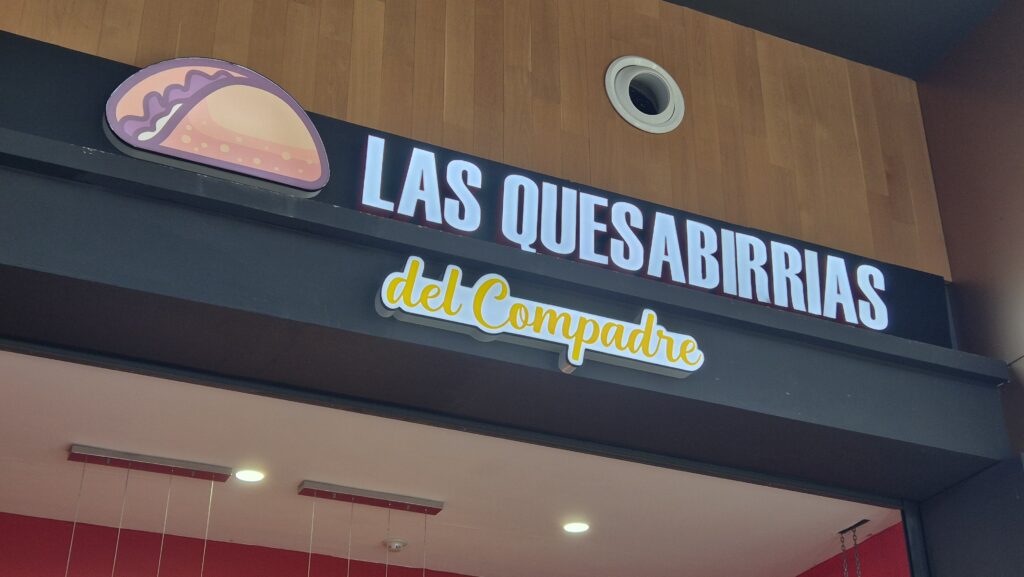 LAS QUESABIRRIAS
del Compadre